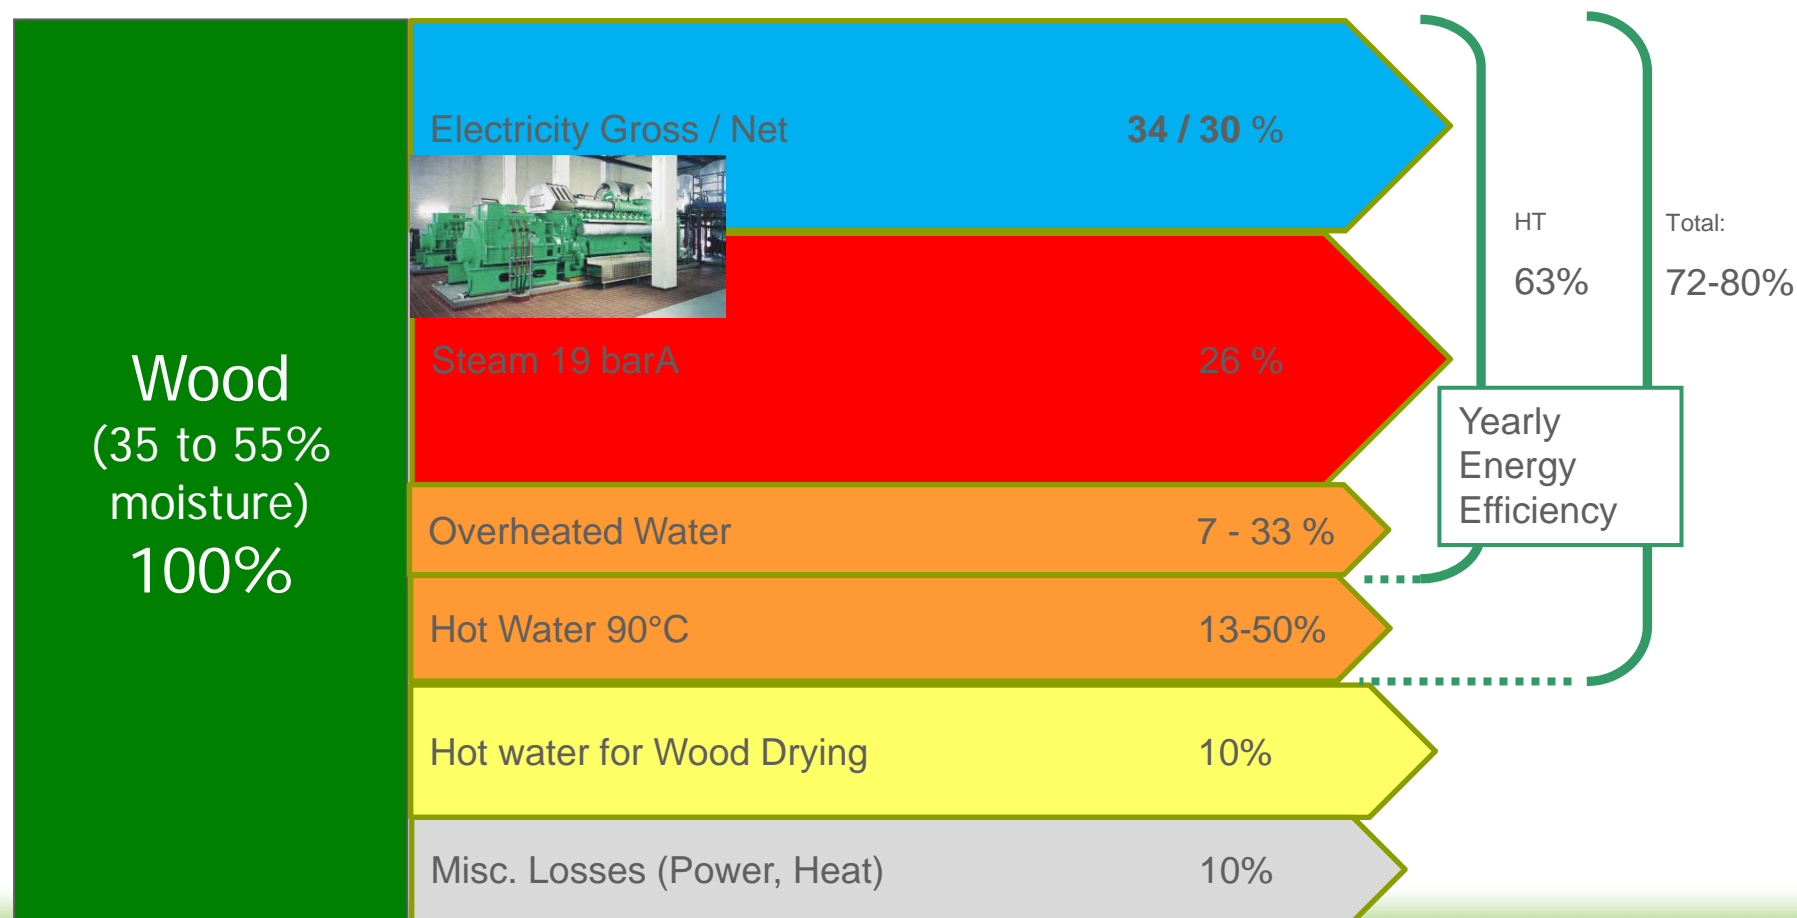 Wood
(35 to 55%
moisture)
100%
Electricity Gross / Net 34 / 30 %
Steam 19 barA 26 %
Overheated Water 7 - 33 %
Hot Water 90°C 13-50%
Hot water for Wood Drying 10%
Misc. Losses (Power, Heat) 10%
HT
63%
Total:
72-80%
Yearly
Energy
Efficiency